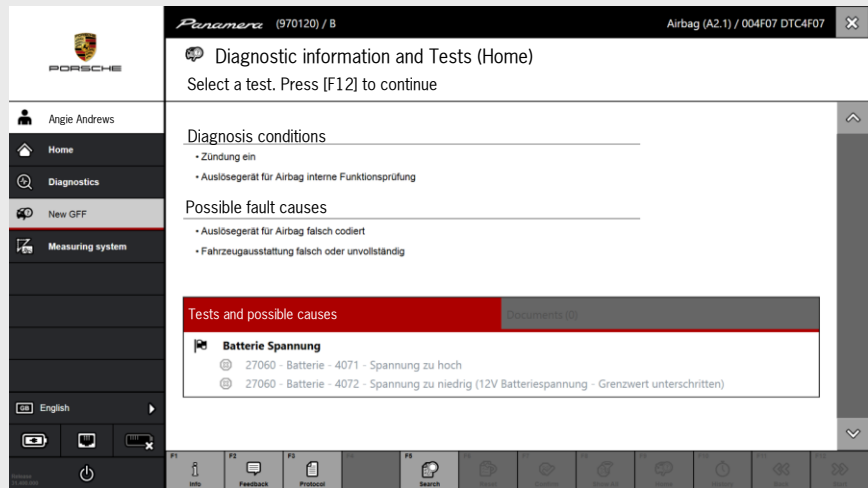 Panamera (970120) / B
Airbag (A2.1) / 004F07 DTC4F07
PORSCHE
Diagnostic information and Tests (Home)
Select a test. Press [F12] to continue
Angie Andrews
Home
Diagnostics
New GFF
Measuring system
GB English
Diagnosis conditions
• Zündung ein
• Auslösegerät für Airbag interne Funktionsprüfung
Possible fault causes
• Auslösegerät für Airbag falsch codiert
• Fahrzeugausstattung falsch oder unvollständig
Tests and possible causes
Documents (0)
Batterie Spannung
27060 - Batterie - 4071 - Spannung zu hoch
27060 - Batterie - 4072 - Spannung zu niedrig (12V Batteriespannung - Grenzwert unterschritten)
F1 Info
F2 Feedback
F3 Protocol
F5 Search